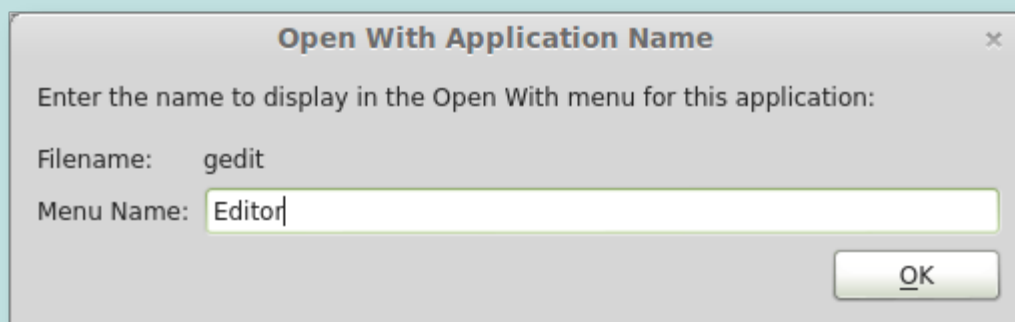 Open With Application Name
Enter the name to display in the Open With menu for this application:
Filename: gedit
Menu Name: Editor
OK